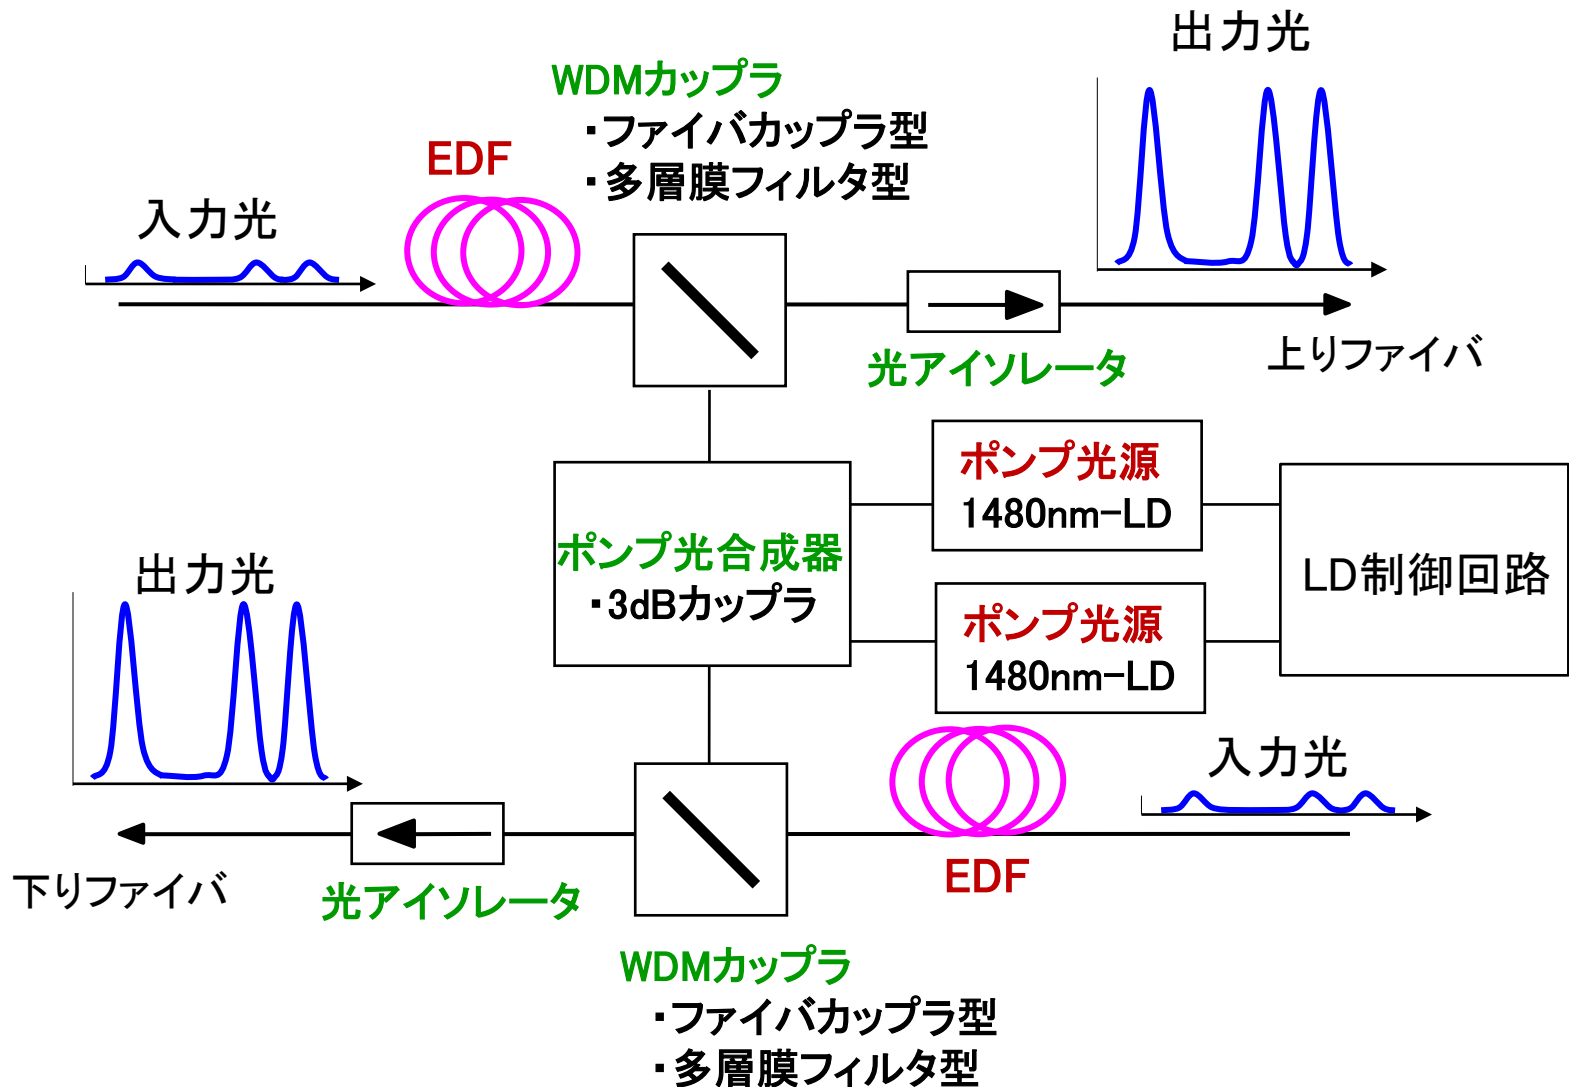 出力光
WDMカップラ
・ファイバカップラ型
・多層膜フィルタ型
EDF
入力光
光アイソレータ
上りファイバ
ポンプ光源
1480nm-LD
ポンプ光合成器
・3dBカップラ
LD制御回路
ポンプ光源
1480nm-LD
出力光
入力光
下りファイバ
光アイソレータ
EDF
WDMカップラ
・ファイバカップラ型
・多層膜フィルタ型